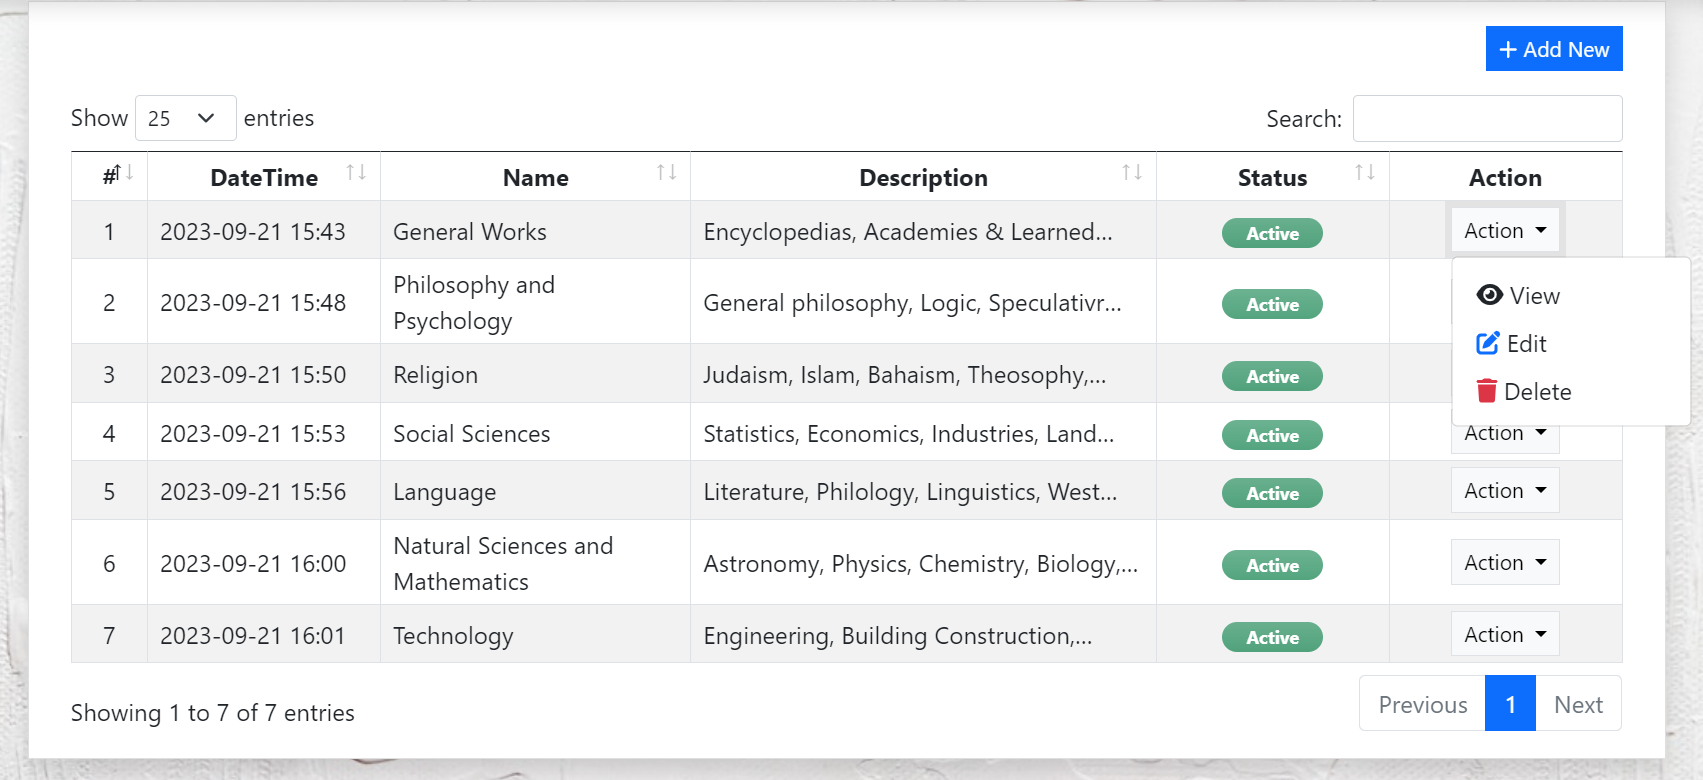 + Add New
Show 25 entries Search:
# DateTime Name Description Status Action
1 2023-09-21 15:43 General Works Encyclopedias, Academies & Learned... Active Action
2 2023-09-21 15:48 Philosophy and Psychology General philosophy, Logic, Speculativr... Active
View
Edit
Delete
3 2023-09-21 15:50 Religion Judaism, Islam, Bahaism, Theosophy,... Active
4 2023-09-21 15:53 Social Sciences Statistics, Economics, Industries, Land... Active Action
5 2023-09-21 15:56 Language Literature, Philology, Linguistics, West... Active Action
6 2023-09-21 16:00 Natural Sciences and Mathematics Astronomy, Physics, Chemistry, Biology,... Active Action
7 2023-09-21 16:01 Technology Engineering, Building Construction,... Active Action
Showing 1 to 7 of 7 entries Previous 1 Next